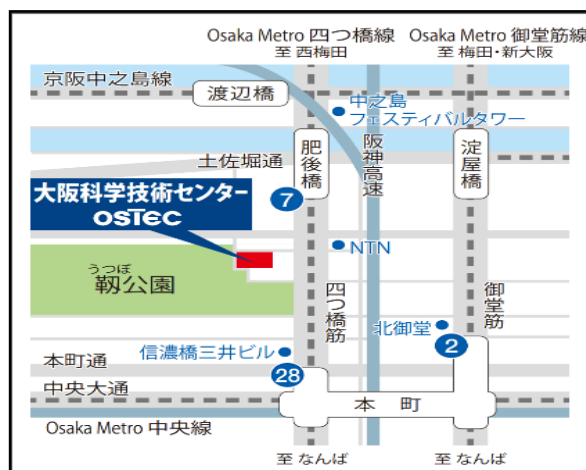 Osaka Metro 四つ橋線
至 西梅田
Osaka Metro 御堂筋線
至 梅田・新大阪
京阪中之島線
渡辺橋
中之島
フェスティバルタワー
土佐堀通
肥後橋
阪神高速
淀屋橋
大阪科学技術センター
OSTEC
7
NTN
うつぼ
靱公園
四つ橋筋
御堂筋
北御堂
2
本町通
信濃橋三井ビル
28
中央大通
本町
Osaka Metro 中央線
至 なんば
至 なんば